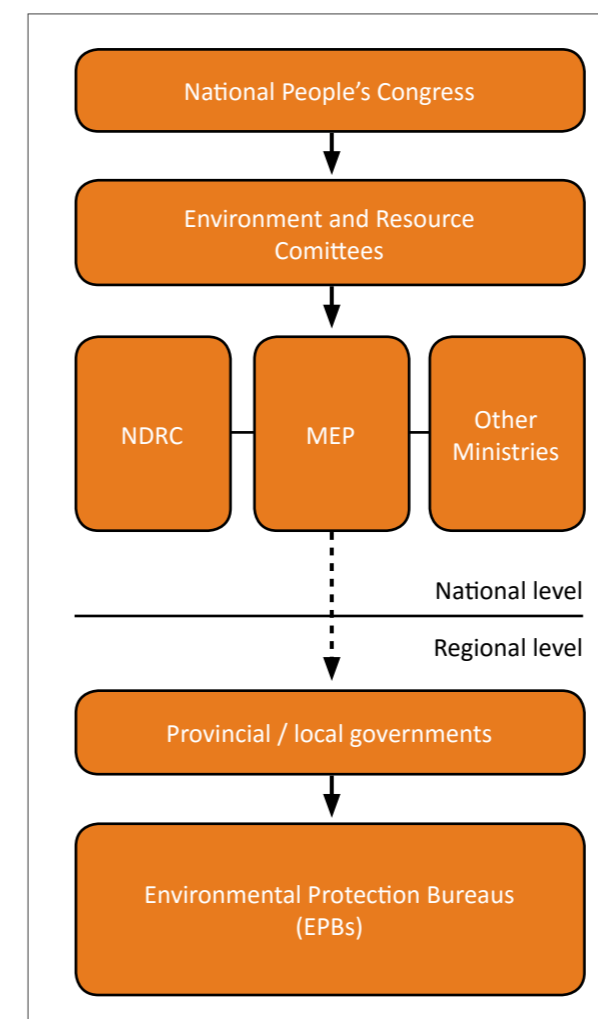 National People's Congress
Environment and Resource
Comittees
NDRC
MEP
Other
Ministries
National level
Regional level
Provincial / local governments
Environmental Protection Bureaus
(EPBs)